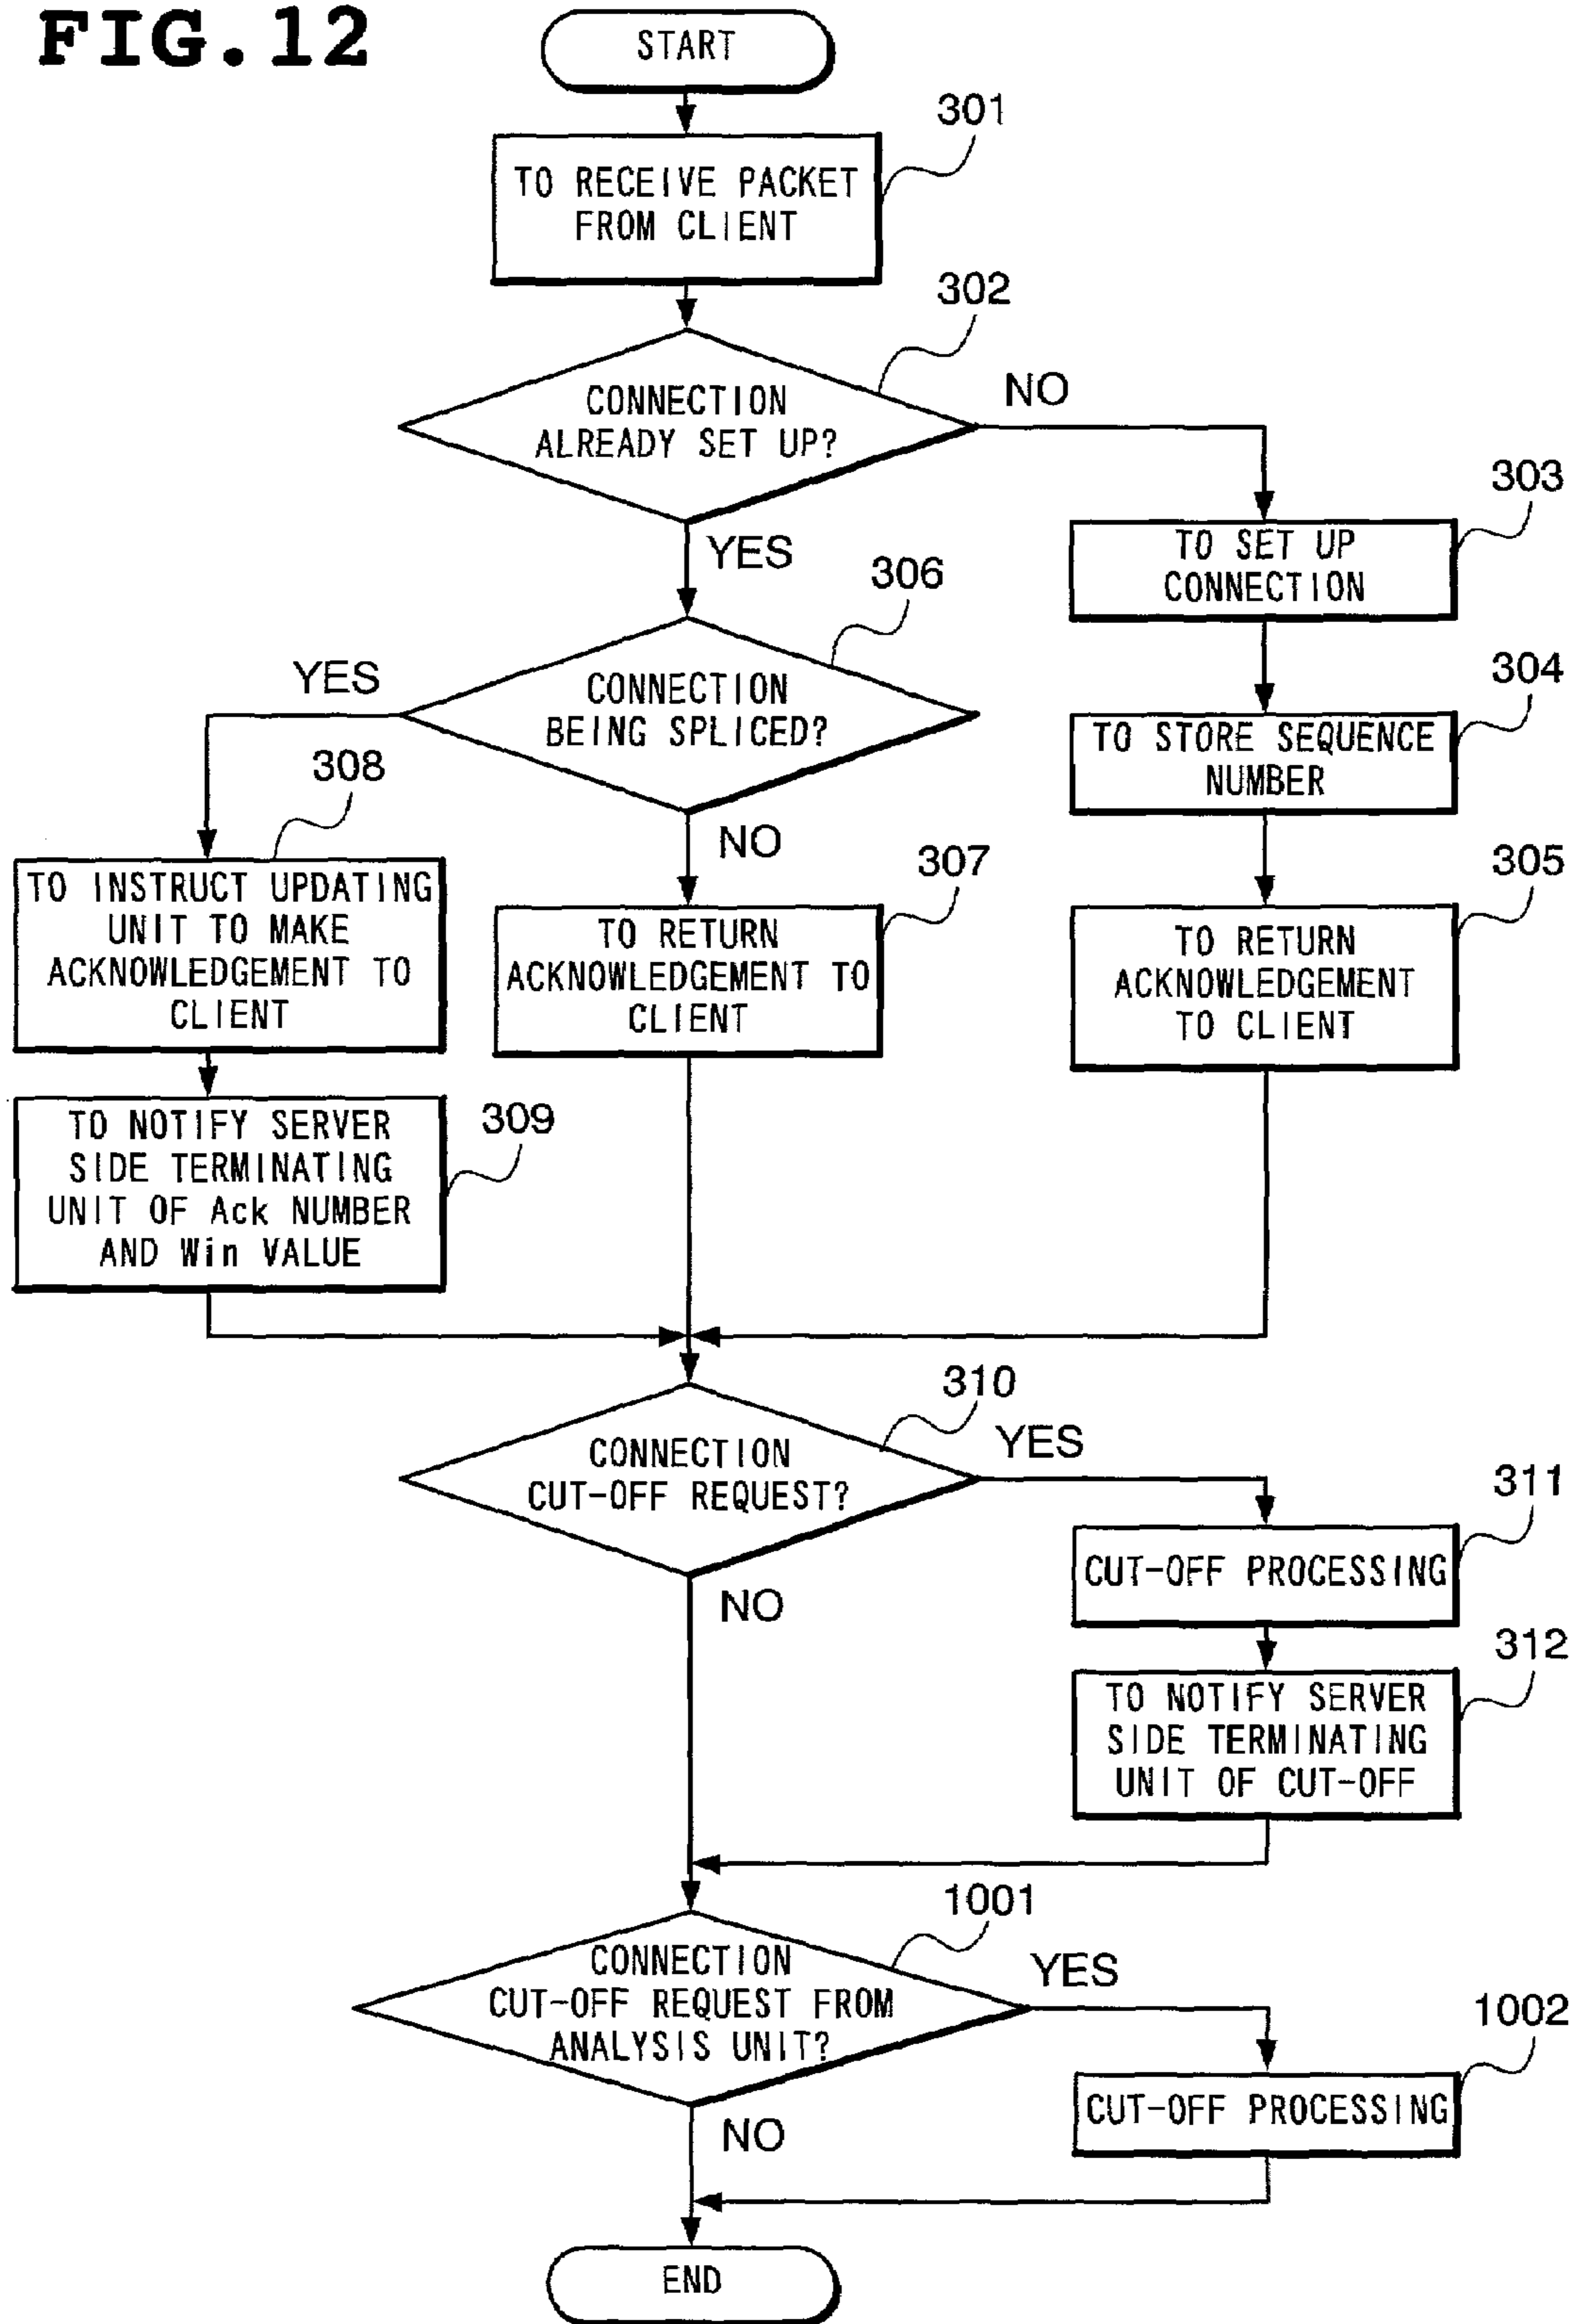 FIG.12
START
301
TO RECEIVE PACKET
FROM CLIENT
302
CONNECTION
ALREADY SET UP?
NO
YES
303
TO SET UP
CONNECTION
306
CONNECTION
BEING SPLICED?
YES
NO
304
TO STORE SEQUENCE
NUMBER
308
TO INSTRUCT UPDATING
UNIT TO MAKE
ACKNOWLEDGEMENT TO
CLIENT
307
TO RETURN
ACKNOWLEDGEMENT TO
CLIENT
305
TO RETURN
ACKNOWLEDGEMENT
TO CLIENT
309
TO NOTIFY SERVER
SIDE TERMINATING
UNIT OF Ack NUMBER
AND Win VALUE
310
CONNECTION
CUT-OFF REQUEST?
YES
NO
311
CUT-OFF PROCESSING
312
TO NOTIFY SERVER
SIDE TERMINATING
UNIT OF CUT-OFF
1001
CONNECTION
CUT-OFF REQUEST FROM
ANALYSIS UNIT?
YES
NO
1002
CUT-OFF PROCESSING
END